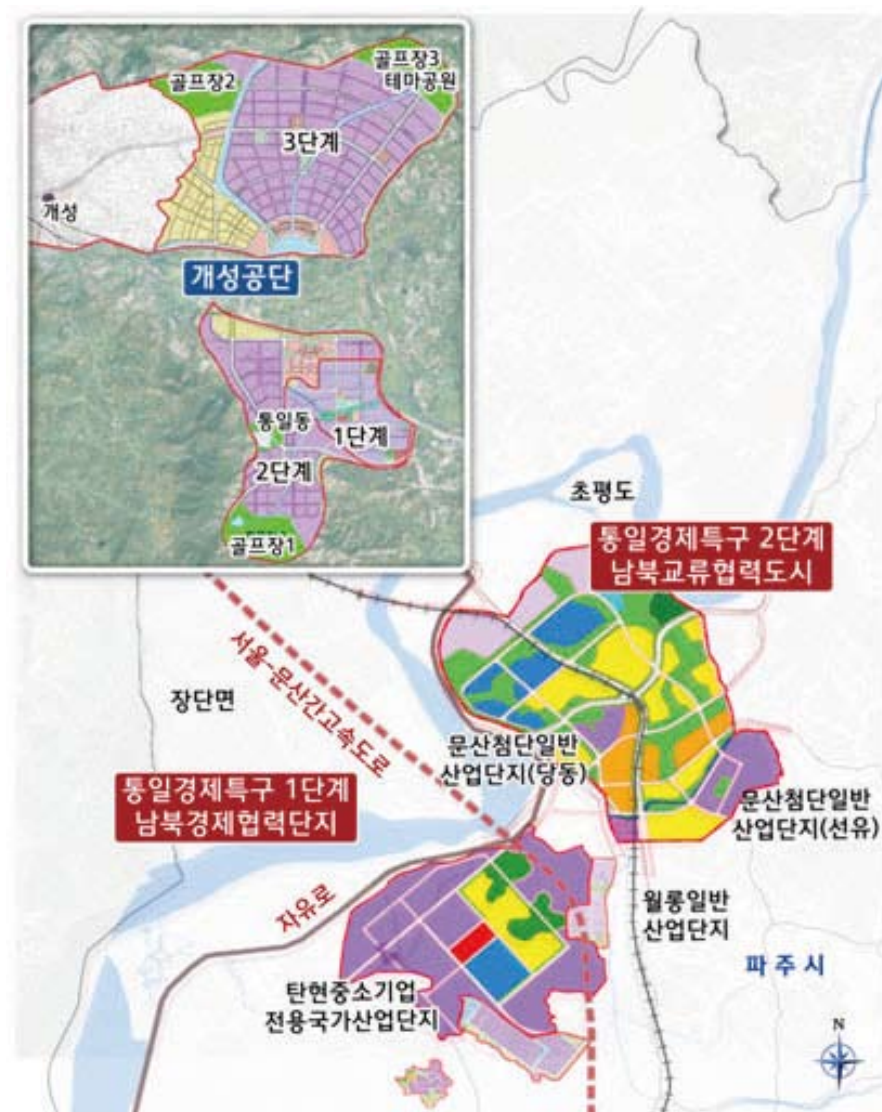 골프장2
골프장3
테마공원
3단계
개성
개성공단
통일동
1단계
2단계
골프장1
초평도
통일경제특구 2단계
남북교류협력도시
서울-문산간고속도로
장단면
문산첨단일반
산업단지(당동)
통일경제특구 1단계
남북경제협력단지
문산첨단일반
산업단지(선유)
자유로
월롱일반
산업단지
파주시
탄현중소기업
전용국가산업단지
N